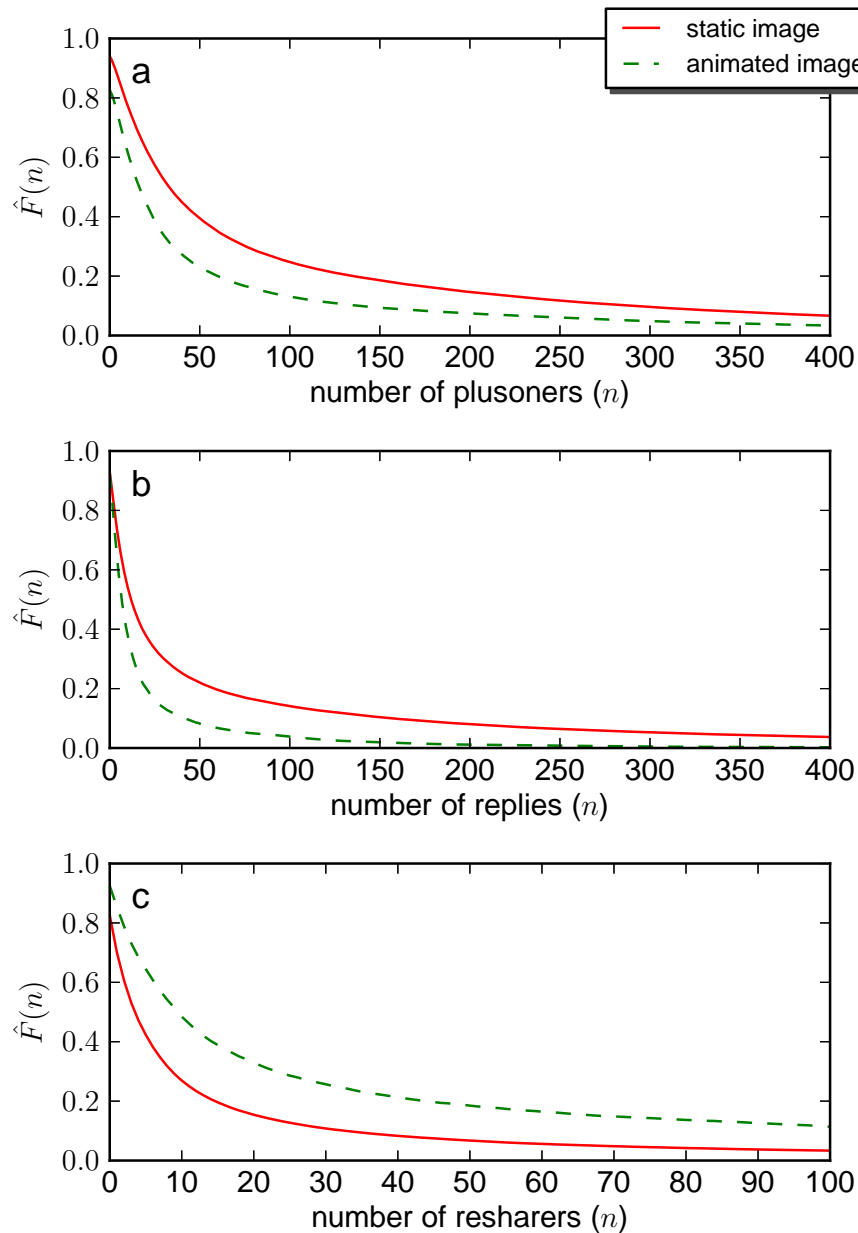 static image
animated image
a
1.0
0.8
0.6
0.4
0.2
0.0
F̂(n)
0 50 100 150 200 250 300 350 400
number of plusoners (n)
b
1.0
0.8
0.6
0.4
0.2
0.0
F̂(n)
0 50 100 150 200 250 300 350 400
number of replies (n)
c
1.0
0.8
0.6
0.4
0.2
0.0
F̂(n)
0 10 20 30 40 50 60 70 80 90 100
number of resharers (n)